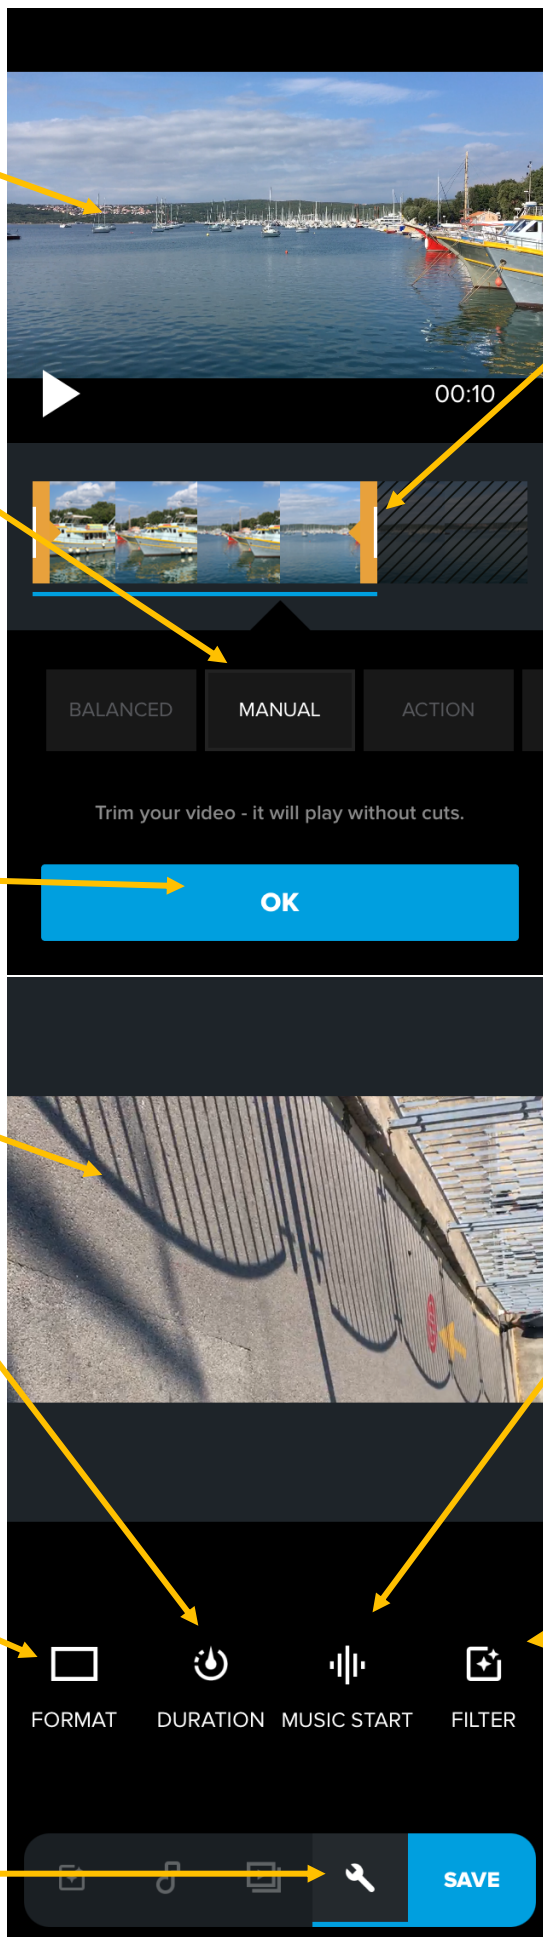 00:10
BALANCED
MANUAL
ACTION
Trim your video - it will play without cuts.
OK
FORMAT
DURATION
MUSIC START
FILTER
SAVE